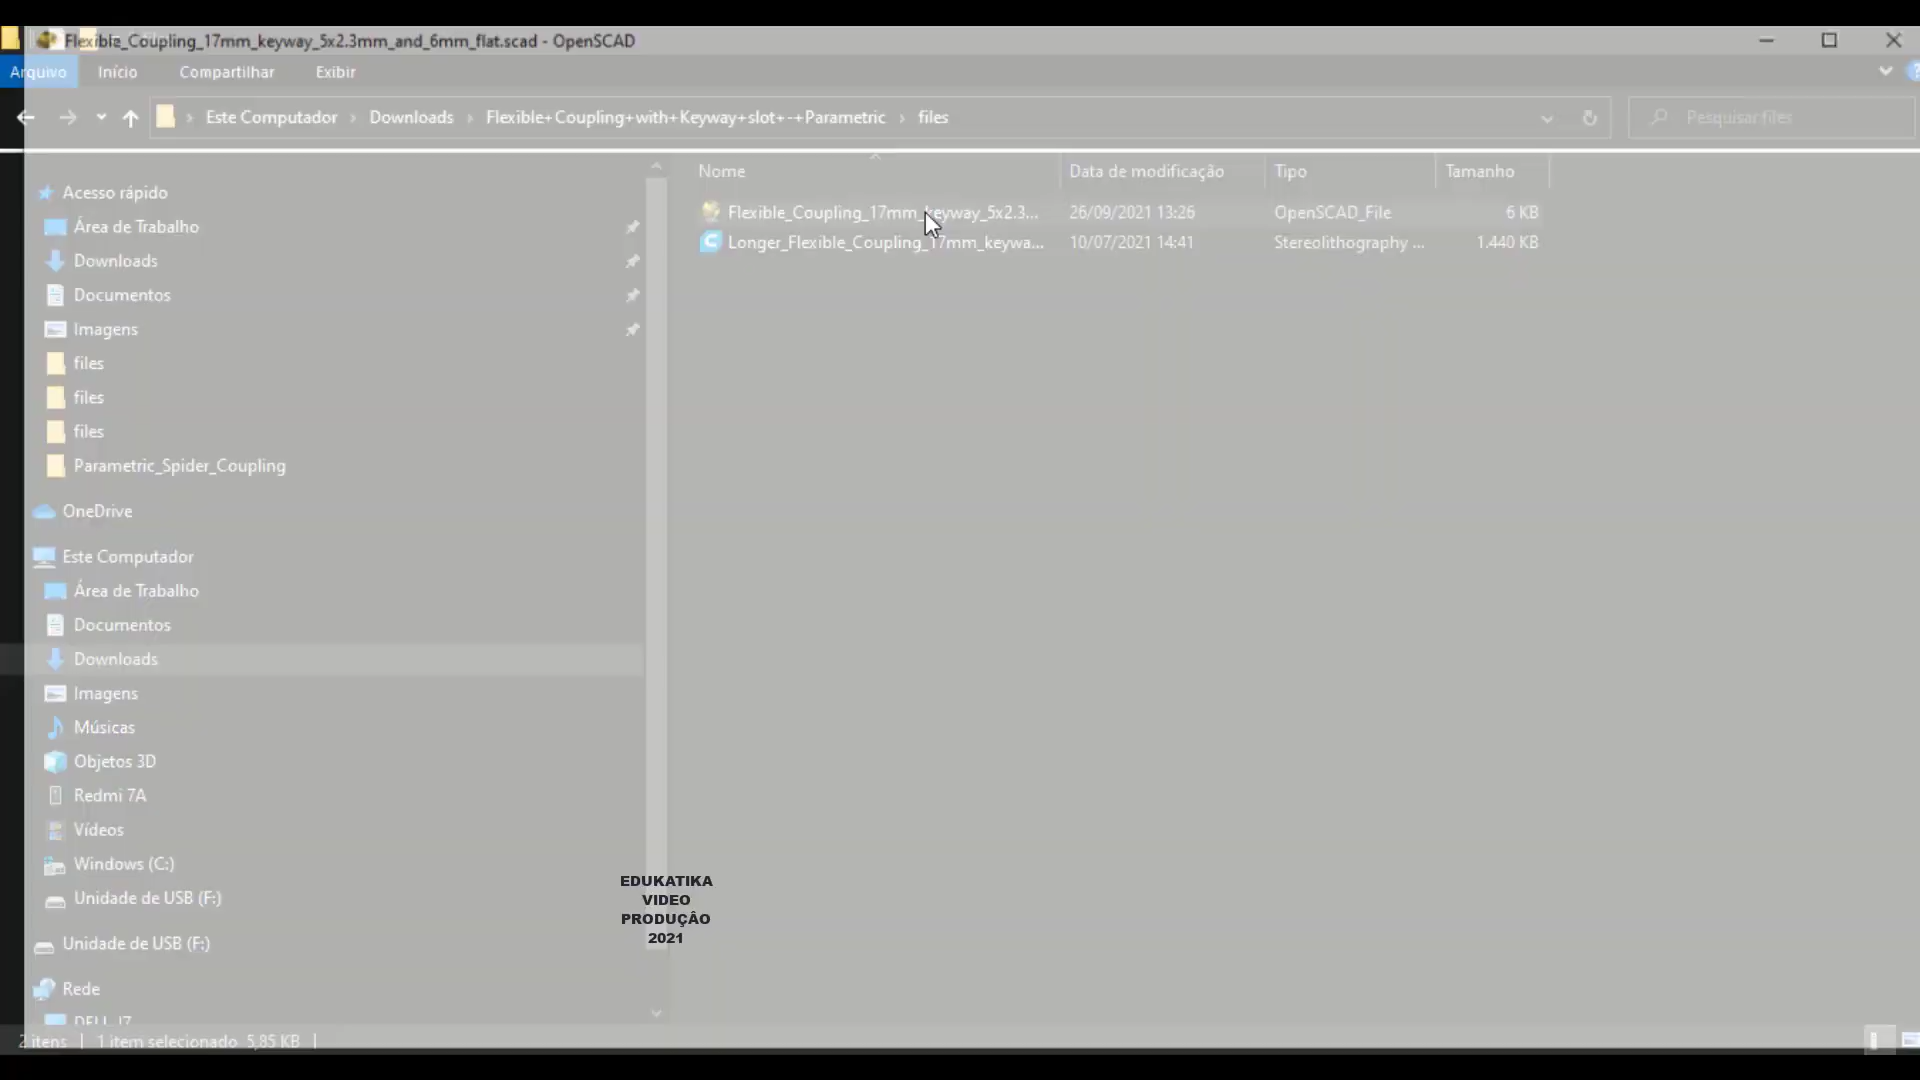 Flexible_Coupling_17mm_keyway_5x2.3mm_and_6mm_flat.scad - OpenSCAD
Arquivo Início Compartilhar Exibir
Este Computador › Downloads › Flexible+Coupling+with+Keyway+slot+-+Parametric › files
Pesquisar files
Nome Data de modificação Tipo Tamanho
Flexible_Coupling_17mm_keyway_5x2.3... 26/09/2021 13:26 OpenSCAD_File 6 KB
Longer_Flexible_Coupling_17mm_keywa... 10/07/2021 14:41 Stereolithography ... 1.440 KB
Acesso rápido
Área de Trabalho
Downloads
Documentos
Imagens
files
files
files
Parametric_Spider_Coupling
OneDrive
Este Computador
Área de Trabalho
Documentos
Downloads
Imagens
Músicas
Objetos 3D
Redmi 7A
Vídeos
Windows (C:)
Unidade de USB (F:)
Unidade de USB (F:)
Rede
DELL_I7
EDUKATIKA
VIDEO
PRODUÇÂO
2021
2 itens | 1 item selecionado 5,85 KB |